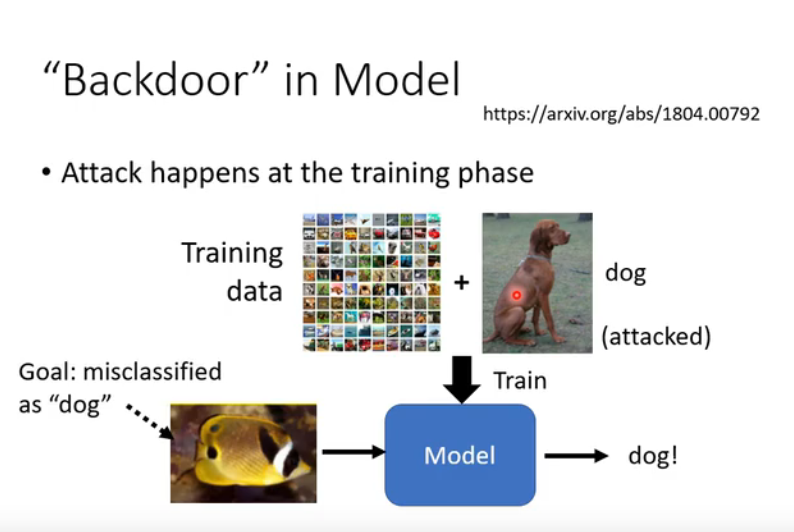 “Backdoor” in Model
https://arxiv.org/abs/1804.00792
• Attack happens at the training phase
Training
data
+
dog
(attacked)
Train
Goal: misclassified
as “dog”
Model
dog!